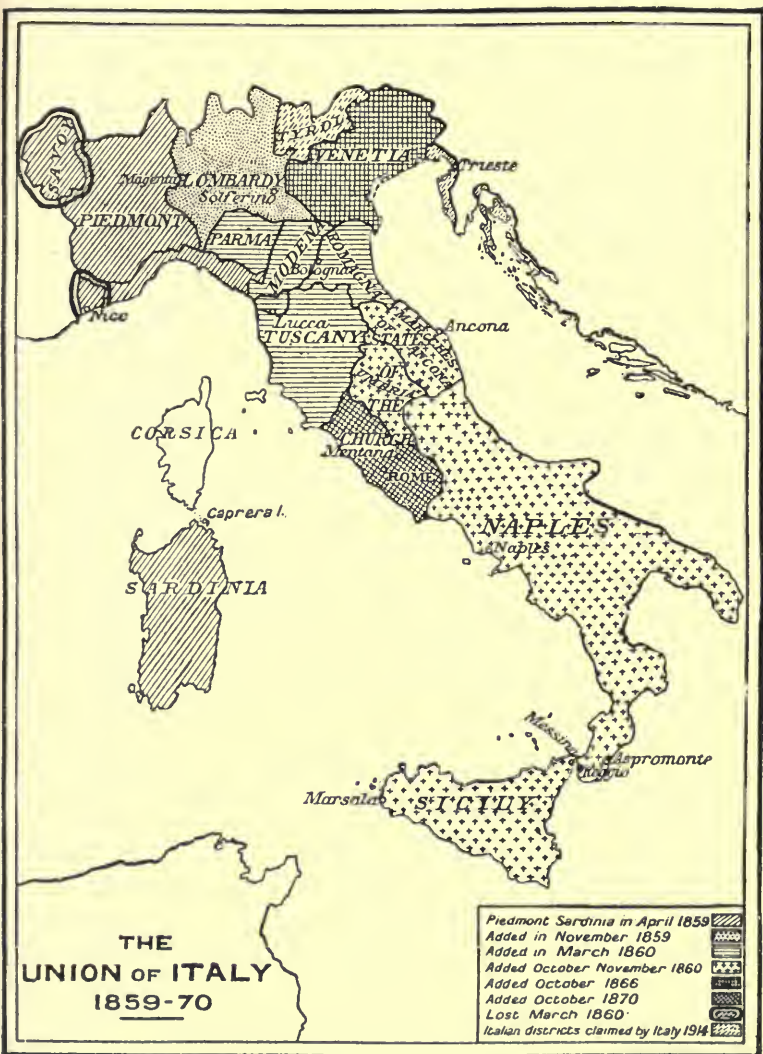 SAVOY
TYROL
VENETIA
Trieste
Magenta
LOMBARDY
Solferino
PIEDMONT
PARMA
MODENA
ROMAGNA
Bologna
Nice
Lucca
TUSCANY
MARCHES
OF
ANCONA
Ancona
STATES
OF
THE
CHURCH
UMBRIA
Mentana
ROME
CORSICA
Caprera I.
SARDINIA
NAPLES
Naples
Messina
Aspromonte
Reggio
Marsala
SICILY
THE
UNION OF ITALY
1859-70
Piedmont Sardinia in April 1859
Added in November 1859
Added in March 1860
Added October November 1860
Added October 1866
Added October 1870
Lost March 1860
Italian districts claimed by Italy 1914